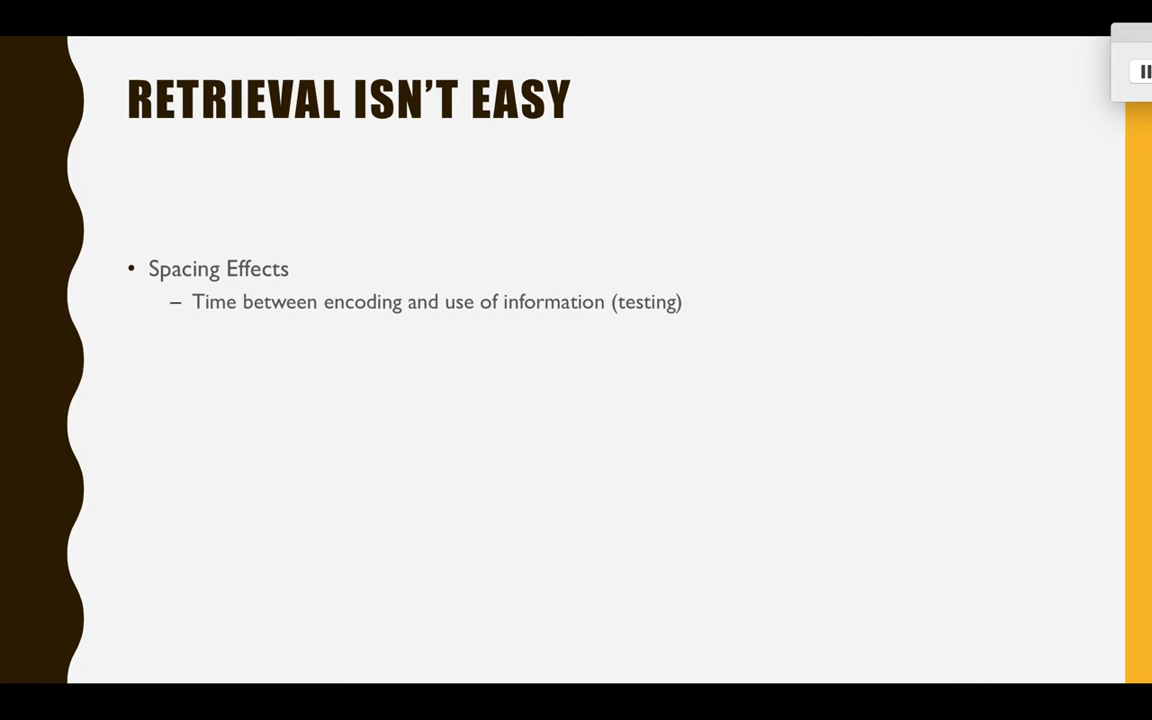 RETRIEVAL ISN’T EASY
• Spacing Effects
– Time between encoding and use of information (testing)